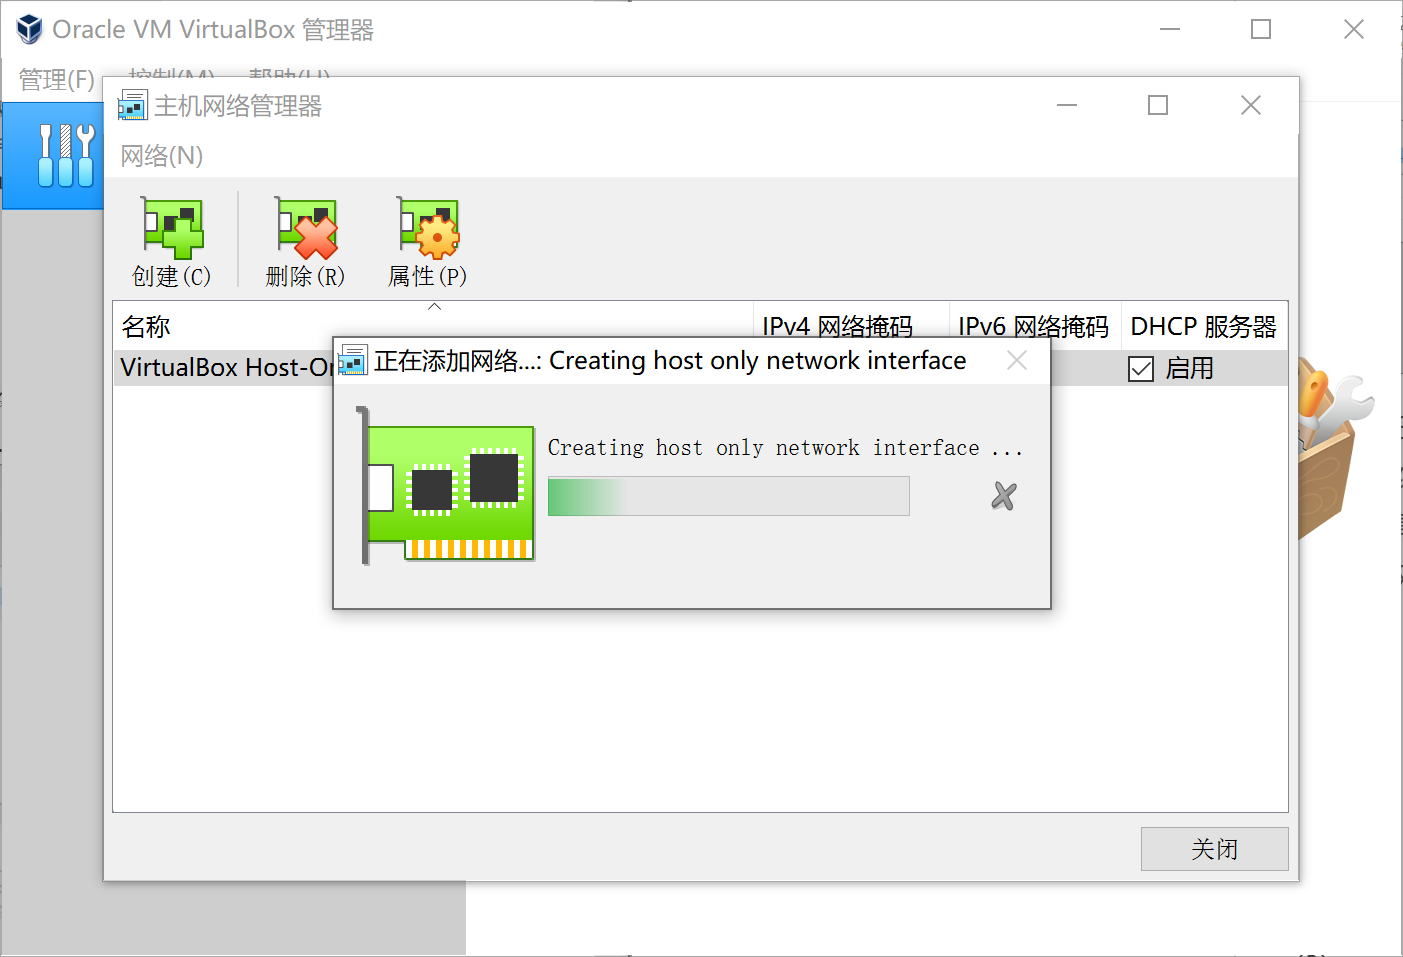 Oracle VM VirtualBox 管理器
管理(F) 控制(M) 帮助(H)
主机网络管理器
网络(N)
创建(C) 删除(R) 属性(P)
名称 IPv4 网络掩码 IPv6 网络掩码 DHCP 服务器
VirtualBox Host-Or 启用
正在添加网络...: Creating host only network interface
Creating host only network interface ...
关闭